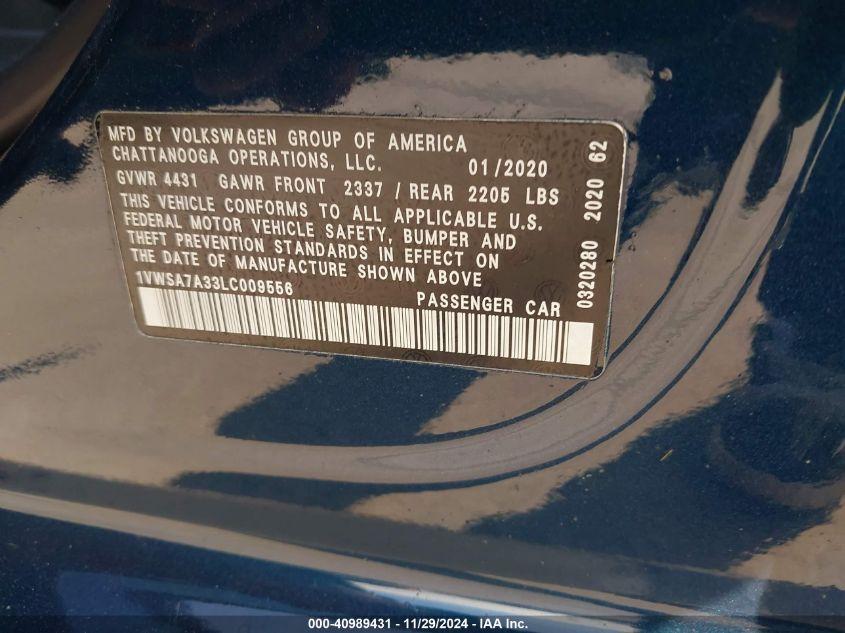 MFD BY VOLKSWAGEN GROUP OF AMERICA
CHATTANOOGA OPERATIONS, LLC. 01/2020
GVWR 4431 GAWR FRONT 2337 / REAR 2205 LBS
THIS VEHICLE CONFORMS TO ALL APPLICABLE U.S.
FEDERAL MOTOR VEHICLE SAFETY, BUMPER AND
THEFT PREVENTION STANDARDS IN EFFECT ON
THE DATE OF MANUFACTURE SHOWN ABOVE
1VWSA7A33LC009556 PASSENGER CAR
0320280 2020 62
000-40989431 - 11/29/2024 - IAA Inc.